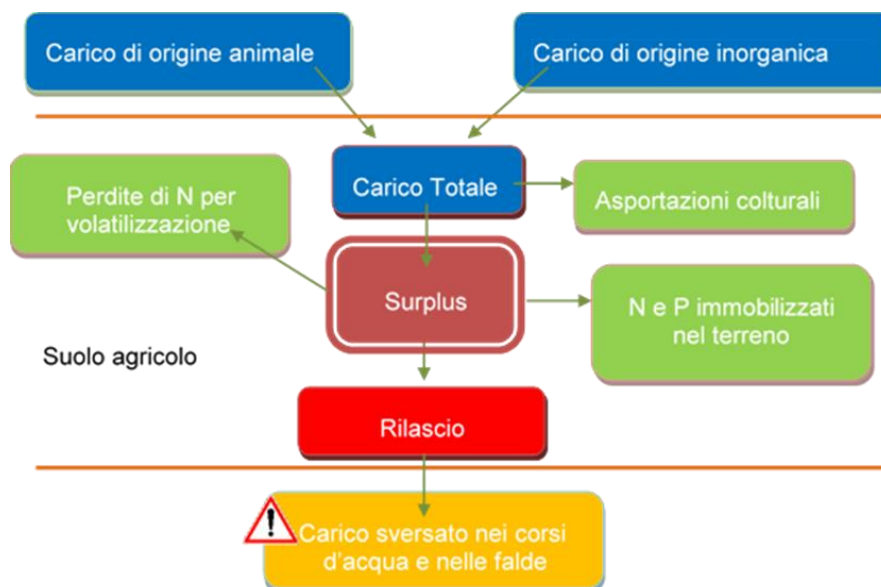 Carico di origine animale
Carico di origine inorganica
Carico Totale
Perdite di N per
volatilizzazione
Asportazioni colturali
Surplus
N e P immobilizzati
nel terreno
Suolo agricolo
Rilascio
Carico sversato nei corsi
d'acqua e nelle falde